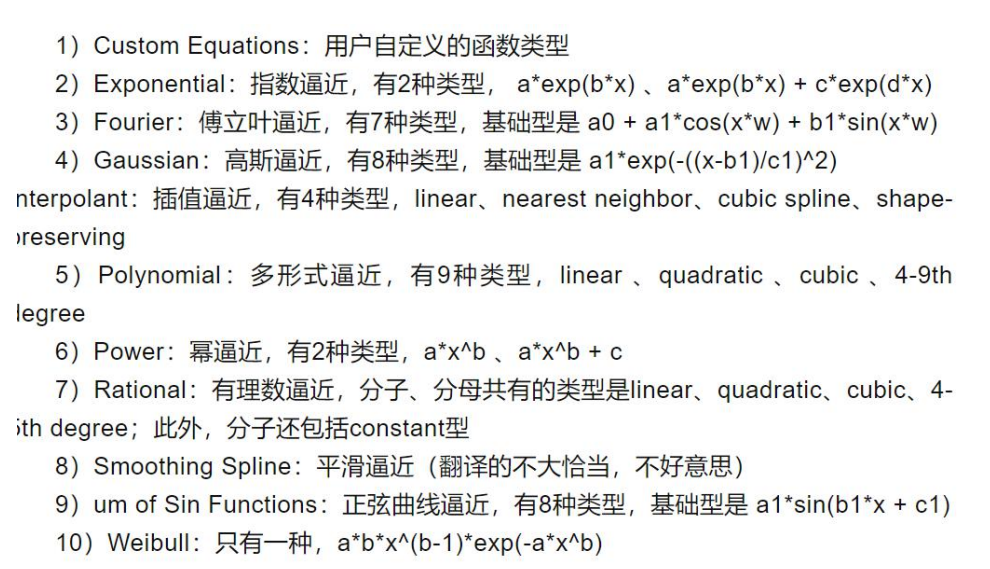 1）Custom Equations：用户自定义的函数类型
2）Exponential：指数逼近，有2种类型， a*exp(b*x) 、a*exp(b*x) + c*exp(d*x)
3）Fourier：傅立叶逼近，有7种类型，基础型是 a0 + a1*cos(x*w) + b1*sin(x*w)
4）Gaussian：高斯逼近，有8种类型，基础型是 a1*exp(-((x-b1)/c1)^2)
nterpolant：插值逼近，有4种类型，linear、nearest neighbor、cubic spline、shape-
preserving
5）Polynomial：多形式逼近，有9种类型，linear 、quadratic 、cubic 、4-9th
degree
6）Power：幂逼近，有2种类型，a*x^b 、a*x^b + c
7）Rational：有理数逼近，分子、分母共有的类型是linear、quadratic、cubic、4-
5th degree；此外，分子还包括constant型
8）Smoothing Spline：平滑逼近（翻译的不大恰当，不好意思）
9）um of Sin Functions：正弦曲线逼近，有8种类型，基础型是 a1*sin(b1*x + c1)
10）Weibull：只有一种，a*b*x^(b-1)*exp(-a*x^b)